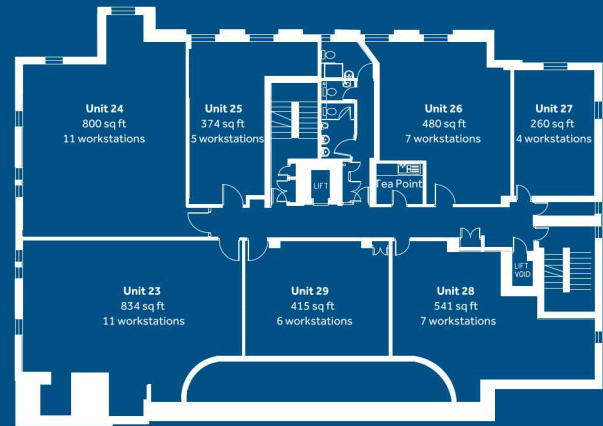 Unit 24
800 sq ft
11 workstations
Unit 25
374 sq ft
5 workstations
Unit 26
480 sq ft
7 workstations
Unit 27
260 sq ft
4 workstations
LIFT
Tea Point
LIFT
VOID
Unit 23
834 sq ft
11 workstations
Unit 29
415 sq ft
6 workstations
Unit 28
541 sq ft
7 workstations